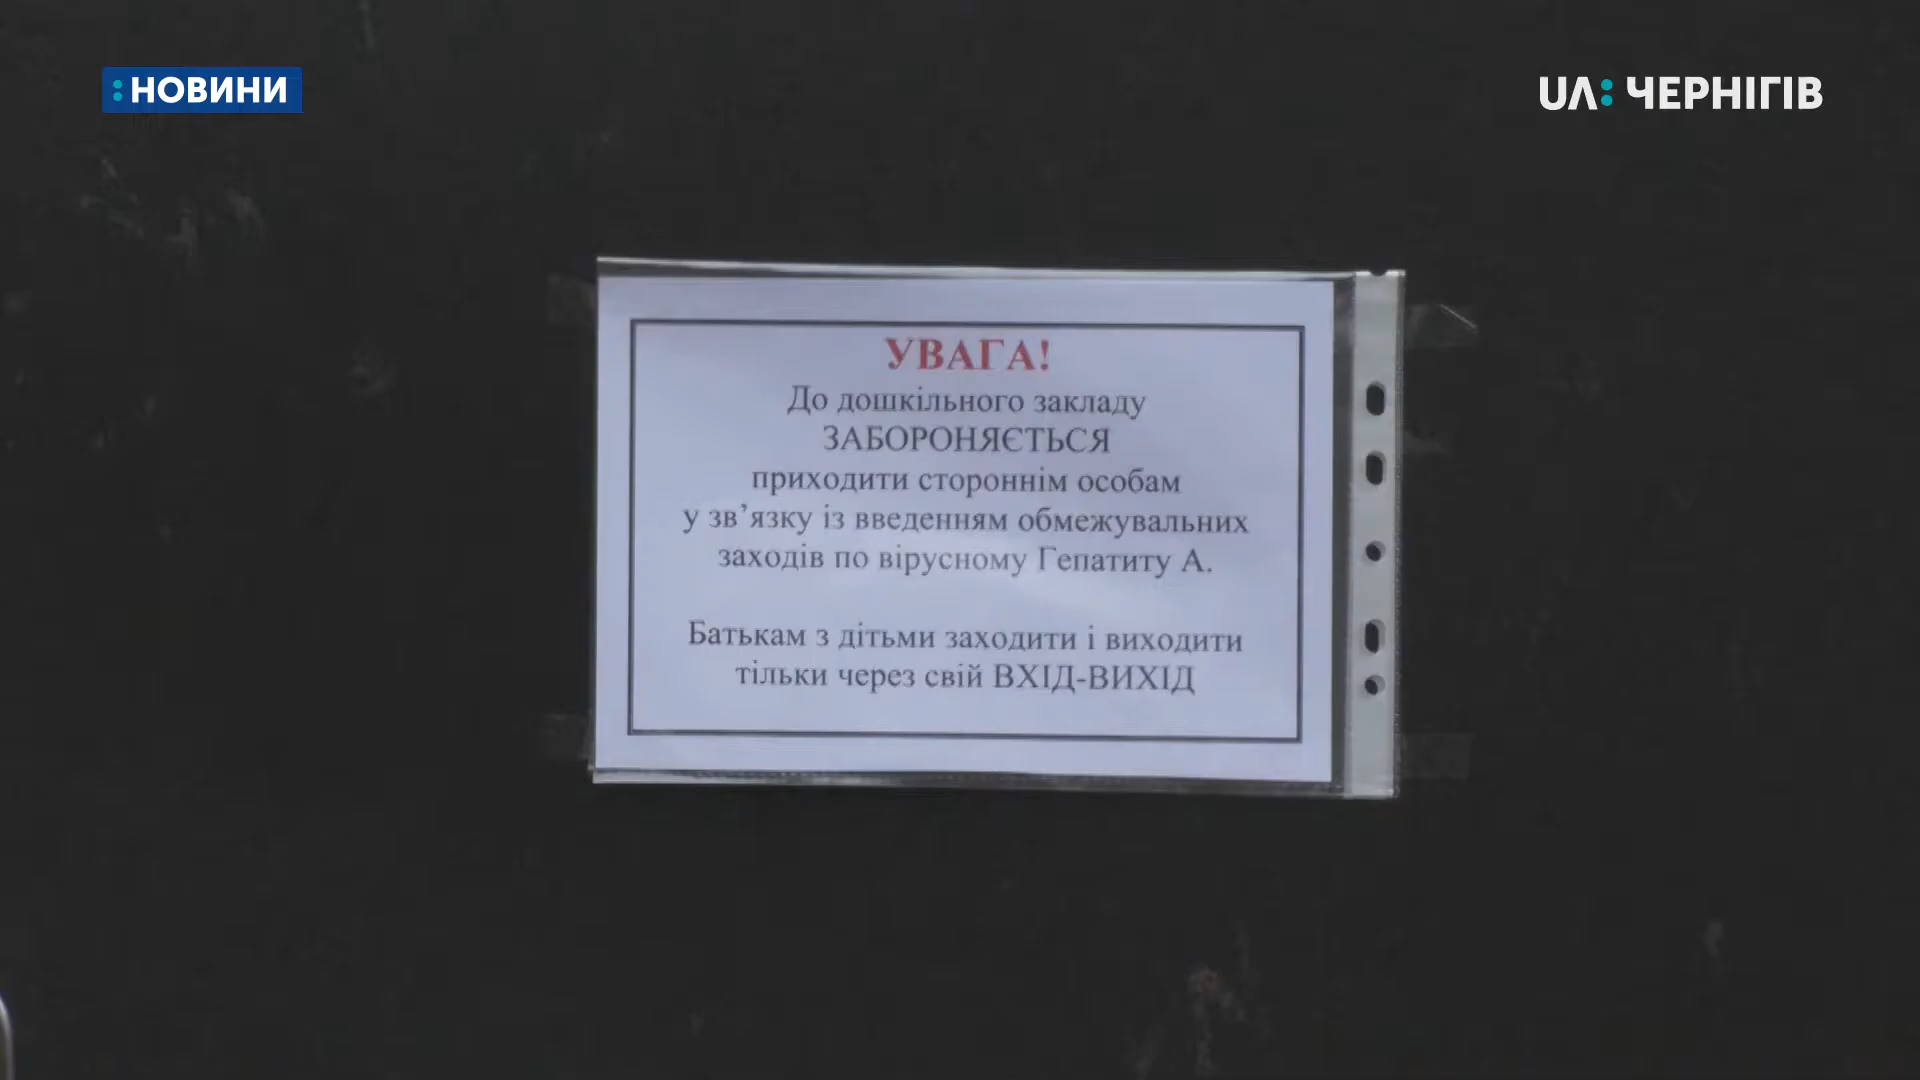 :НОВИНИ
UA: ЧЕРНІГІВ
УВАГА!
До дошкільного закладу
ЗАБОРОНЯЄТЬСЯ
приходити стороннім особам
у зв’язку із введенням обмежувальних
заходів по вірусному Гепатиту А.
Батькам з дітьми заходити і виходити
тільки через свій ВХІД-ВИХІД